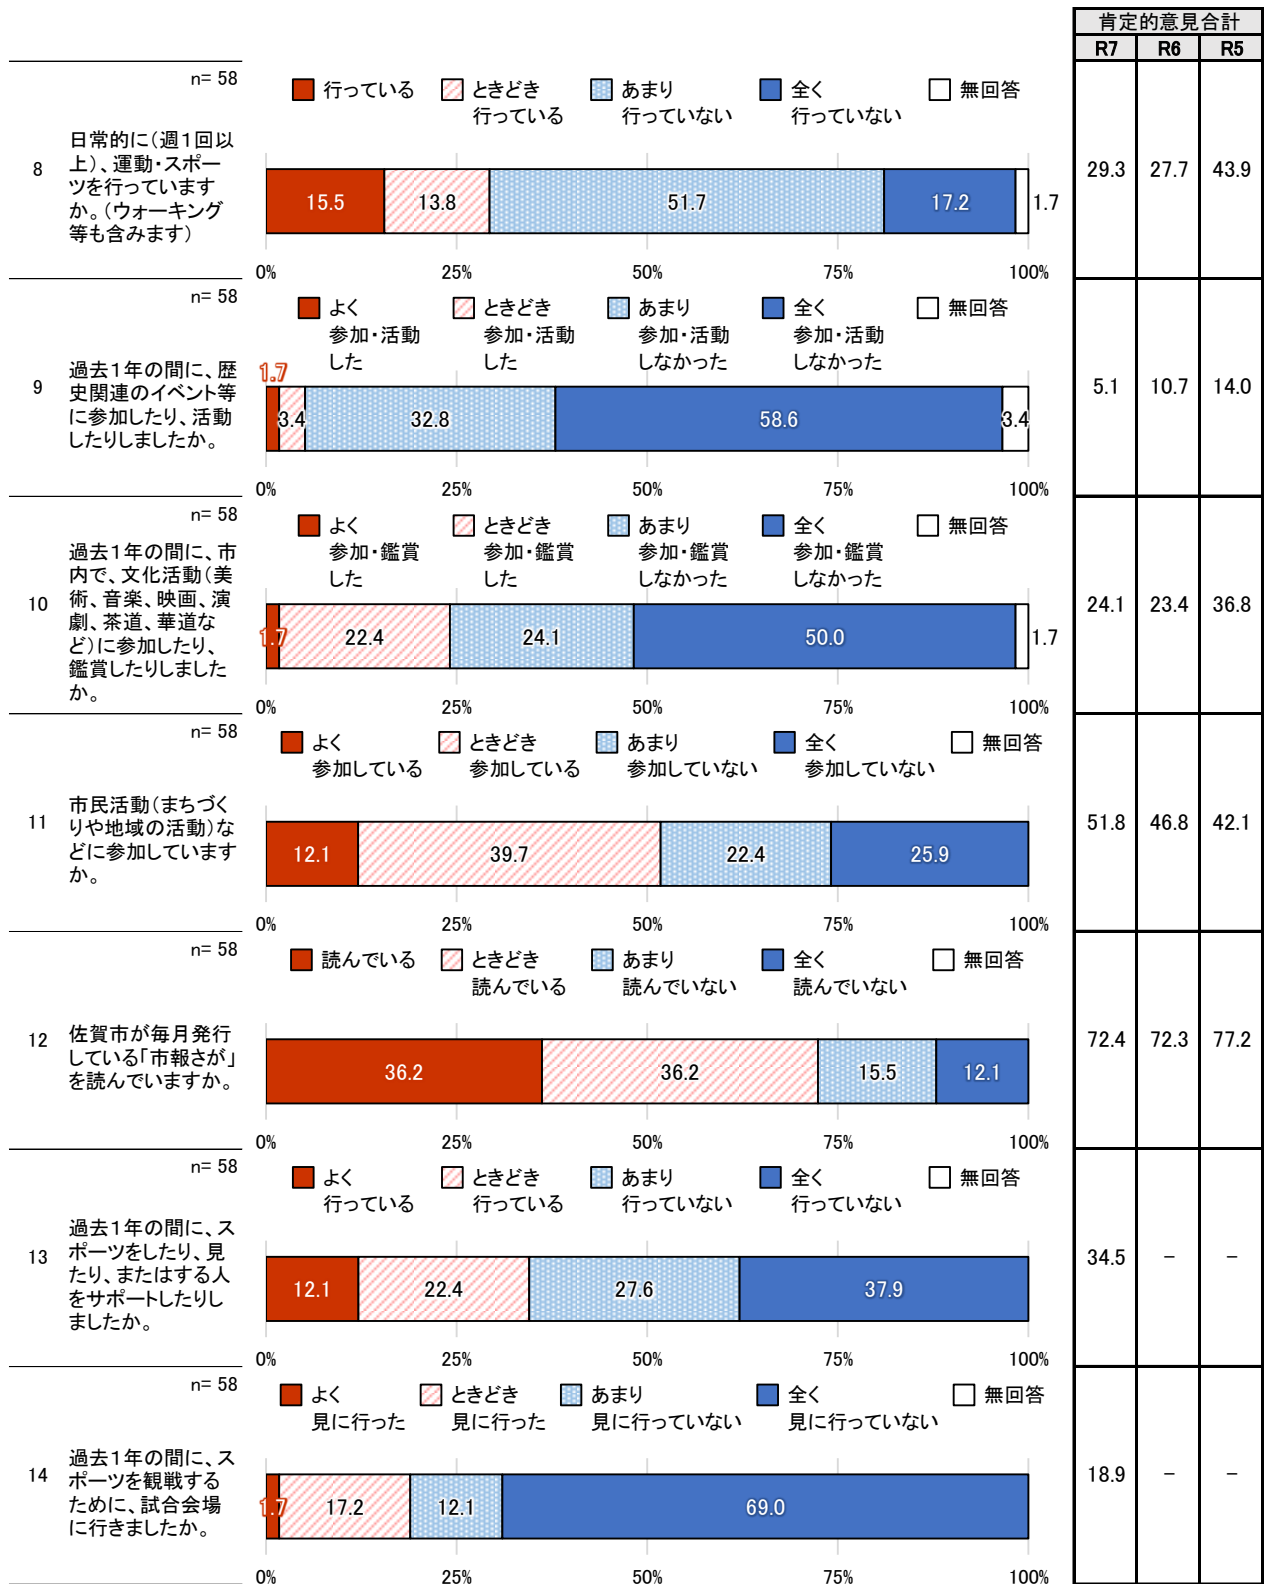 肯定的意見合計
R7 R6 R5
n= 58
行っている ときどき あまり 全く 無回答
行っている 行っていない 行っていない
8
日常的に(週1回以
上)、運動・スポー
ツを行っています
か。(ウォーキング
等も含みます)
15.5 13.8 51.7 17.2 1.7
29.3 27.7 43.9
0% 25% 50% 75% 100%
n= 58
よく ときどき あまり 全く 無回答
参加・活動 参加・活動 参加・活動 参加・活動
した した しなかった しなかった
9
過去1年の間に、歴
史関連のイベント等
に参加したり、活動
したりしましたか。
1.7 3.4 32.8 58.6 3.4
5.1 10.7 14.0
0% 25% 50% 75% 100%
n= 58
よく ときどき あまり 全く 無回答
参加・鑑賞 参加・鑑賞 参加・鑑賞 参加・鑑賞
した した しなかった しなかった
10
過去1年の間に、市
内で、文化活動(美
術、音楽、映画、演
劇、茶道、華道な
ど)に参加したり、
鑑賞したりしました
か。
1.7 22.4 24.1 50.0 1.7
24.1 23.4 36.8
0% 25% 50% 75% 100%
n= 58
よく ときどき あまり 全く 無回答
参加している 参加している 参加していない 参加していない
11
市民活動(まちづく
りや地域の活動)な
どに参加しています
か。
12.1 39.7 22.4 25.9
51.8 46.8 42.1
0% 25% 50% 75% 100%
n= 58
読んでいる ときどき あまり 全く 無回答
読んでいる 読んでいない 読んでいない
12
佐賀市が毎月発行
している「市報さが」
を読んでいますか。
36.2 36.2 15.5 12.1
72.4 72.3 77.2
0% 25% 50% 75% 100%
n= 58
よく ときどき あまり 全く 無回答
行っている 行っている 行っていない 行っていない
13
過去1年の間に、ス
ポーツをしたり、見
たり、またはする人
をサポートしたりし
ましたか。
12.1 22.4 27.6 37.9
34.5 － －
0% 25% 50% 75% 100%
n= 58
よく ときどき あまり 全く 無回答
見に行った 見に行った 見に行っていない 見に行っていない
14
過去1年の間に、ス
ポーツを観戦する
ために、試合会場
に行きましたか。
1.7 17.2 12.1 69.0
18.9 － －
0% 25% 50% 75% 100%